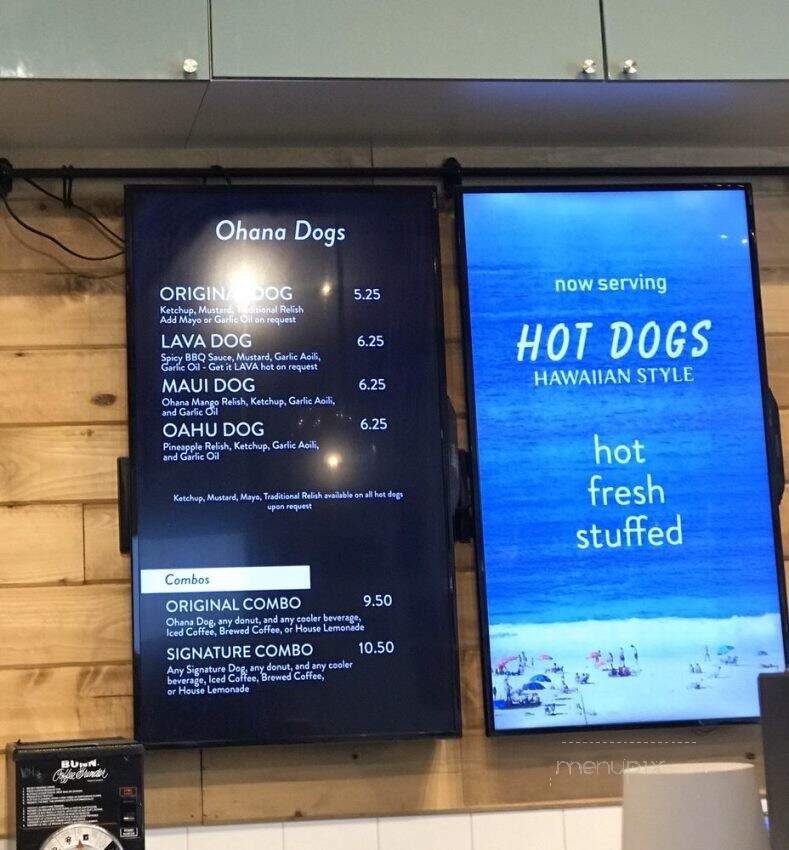 Ohana Dogs
ORIGINAL DOG 5.25
Ketchup, Mustard, Traditional Relish
Add Mayo or Garlic Oil on request
LAVA DOG 6.25
Spicy BBQ Sauce, Mustard, Garlic Aoili,
Garlic Oil - Get it LAVA hot on request
MAUI DOG 6.25
Ohana Mango Relish, Ketchup, Garlic Aoili,
and Garlic Oil
OAHU DOG 6.25
Pineapple Relish, Ketchup, Garlic Aoili,
and Garlic Oil
Ketchup, Mustard, Mayo, Traditional Relish available on all hot dogs
upon request
Combos
ORIGINAL COMBO 9.50
Ohana Dog, any donut, and any cooler beverage,
Iced Coffee, Brewed Coffee, or House Lemonade
SIGNATURE COMBO 10.50
Any Signature Dog, any donut, and any cooler
beverage, Iced Coffee, Brewed Coffee,
or House Lemonade
now serving
HOT DOGS
HAWAIIAN STYLE
hot
fresh
stuffed
BUNN
Coffee Grinder
menupix